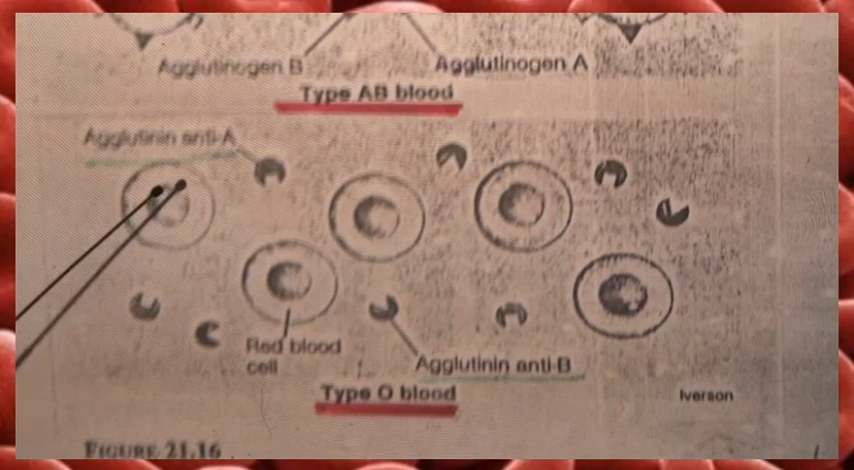 Agglutinogen B
Agglutinogen A
Type AB blood
Agglutinin anti-A
Red blood
cell
Agglutinin anti-B
Type O blood
Iverson
FIGURE 21.16